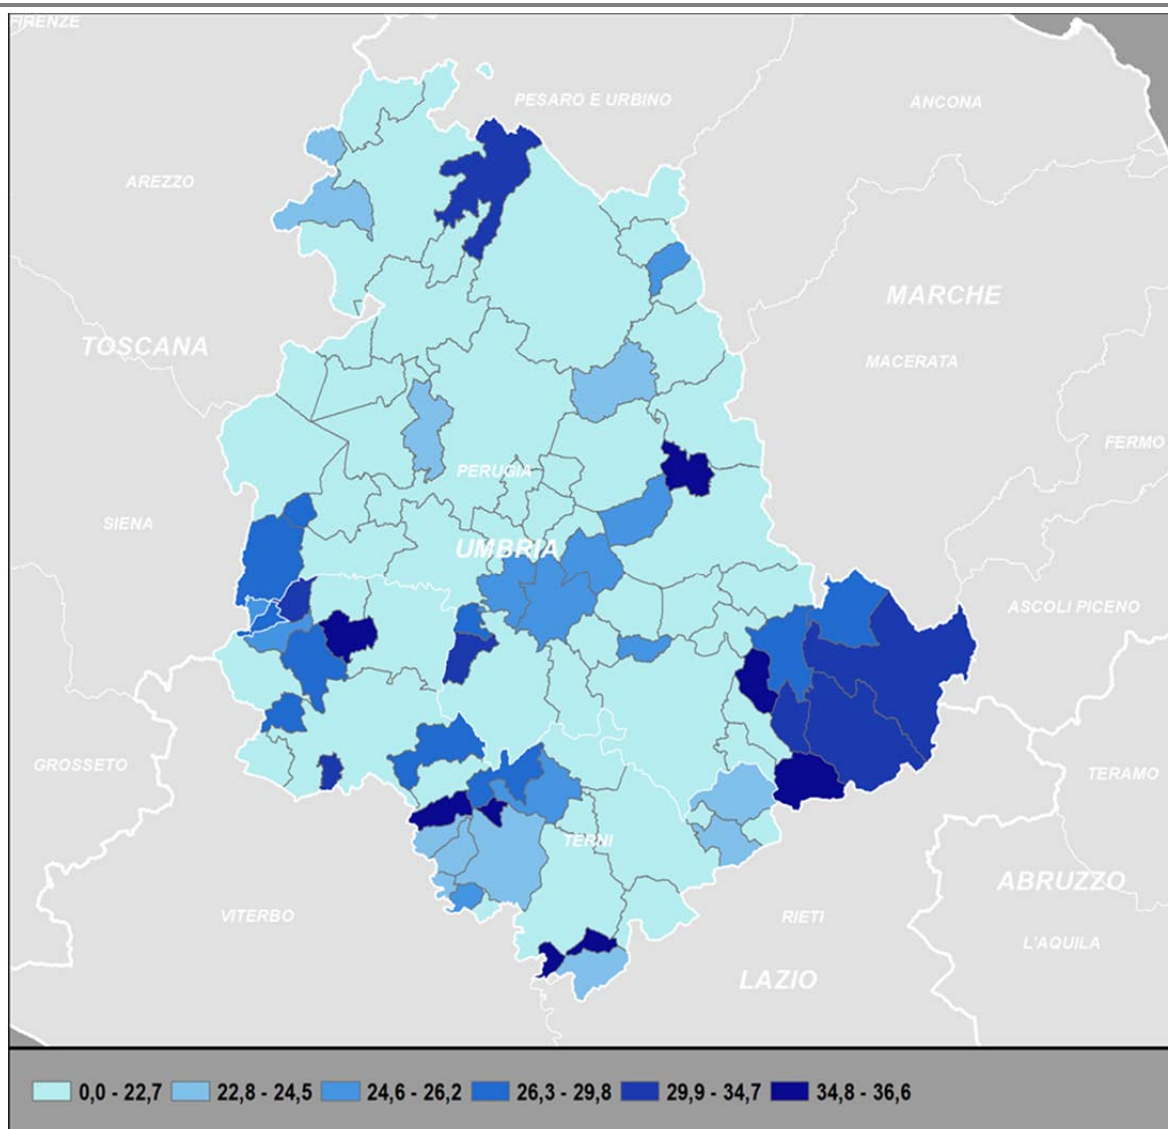 FIRENZE
PESARO E URBINO
ANCONA
AREZZO
MARCHE
TOSCANA
MACERATA
FERMO
PERUGIA
SIENA
UMBRIA
ASCOLI PICENO
GROSSETO
TERAMO
TERNI
ABRUZZO
VITERBO
RIETI
L'AQUILA
LAZIO
0,0 - 22,7 22,8 - 24,5 24,6 - 26,2 26,3 - 29,8 29,9 - 34,7 34,8 - 36,6